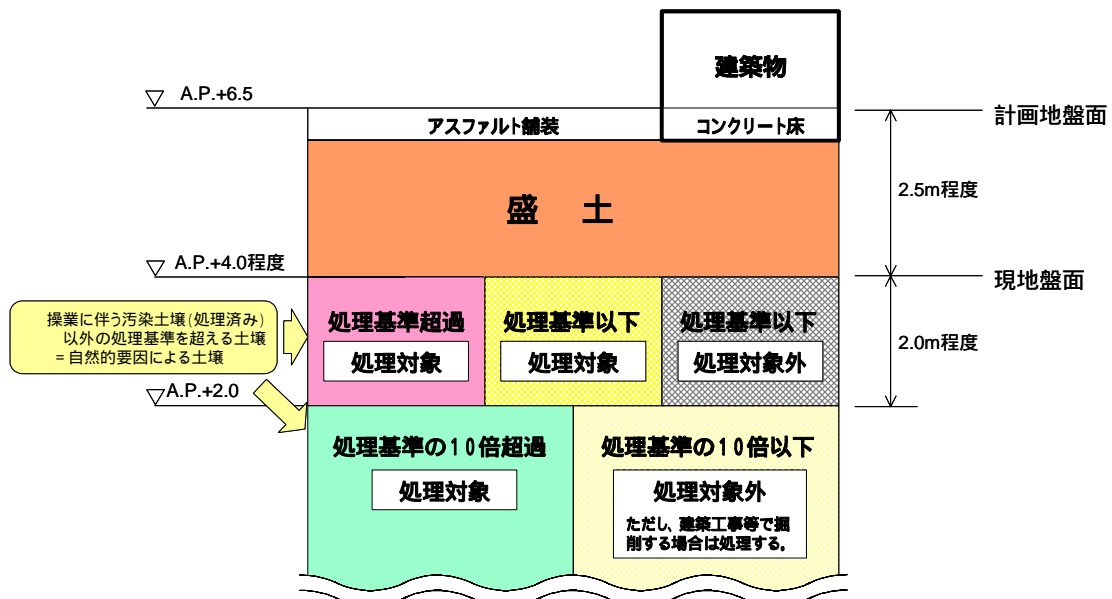 建築物
A.P.+6.5
計画地盤面
アスファルト舗装
コンクリート床
2.5m程度
盛 土
A.P.+4.0程度
現地盤面
操業に伴う汚染土壌(処理済み)
以外の処理基準を超える土壌
=自然的要因による土壌
処理基準超過
処理対象
処理基準以下
処理対象
処理基準以下
処理対象外
2.0m程度
A.P.+2.0
処理基準の10倍超過
処理対象
処理基準の10倍以下
処理対象外
ただし、建築工事等で掘
削する場合は処理する。